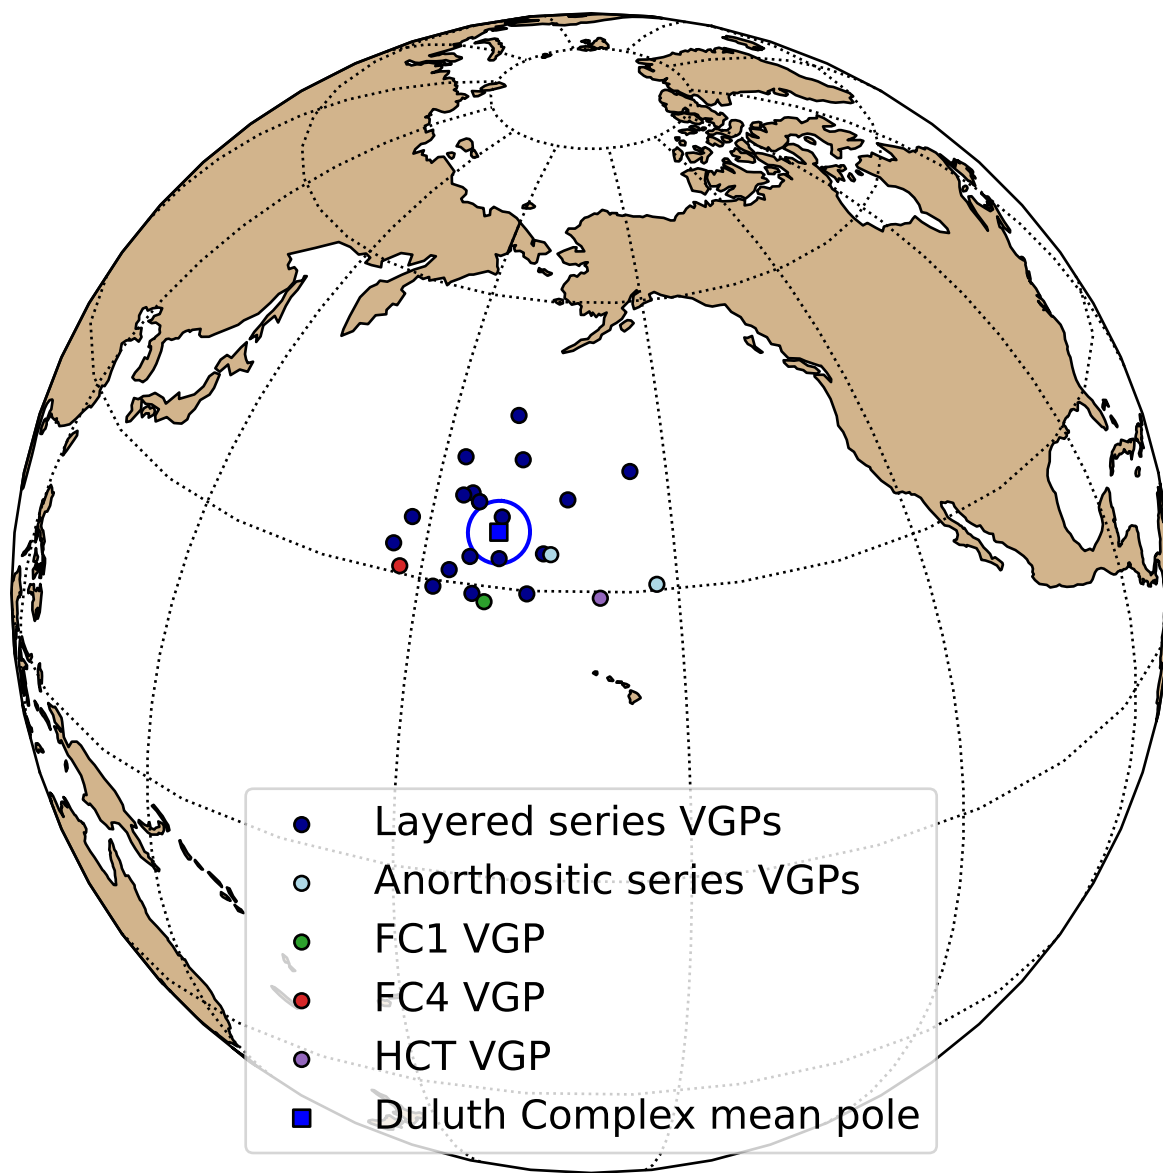 Layered series VGPs
Anorthositic series VGPs
FC1 VGP
FC4 VGP
HCT VGP
Duluth Complex mean pole